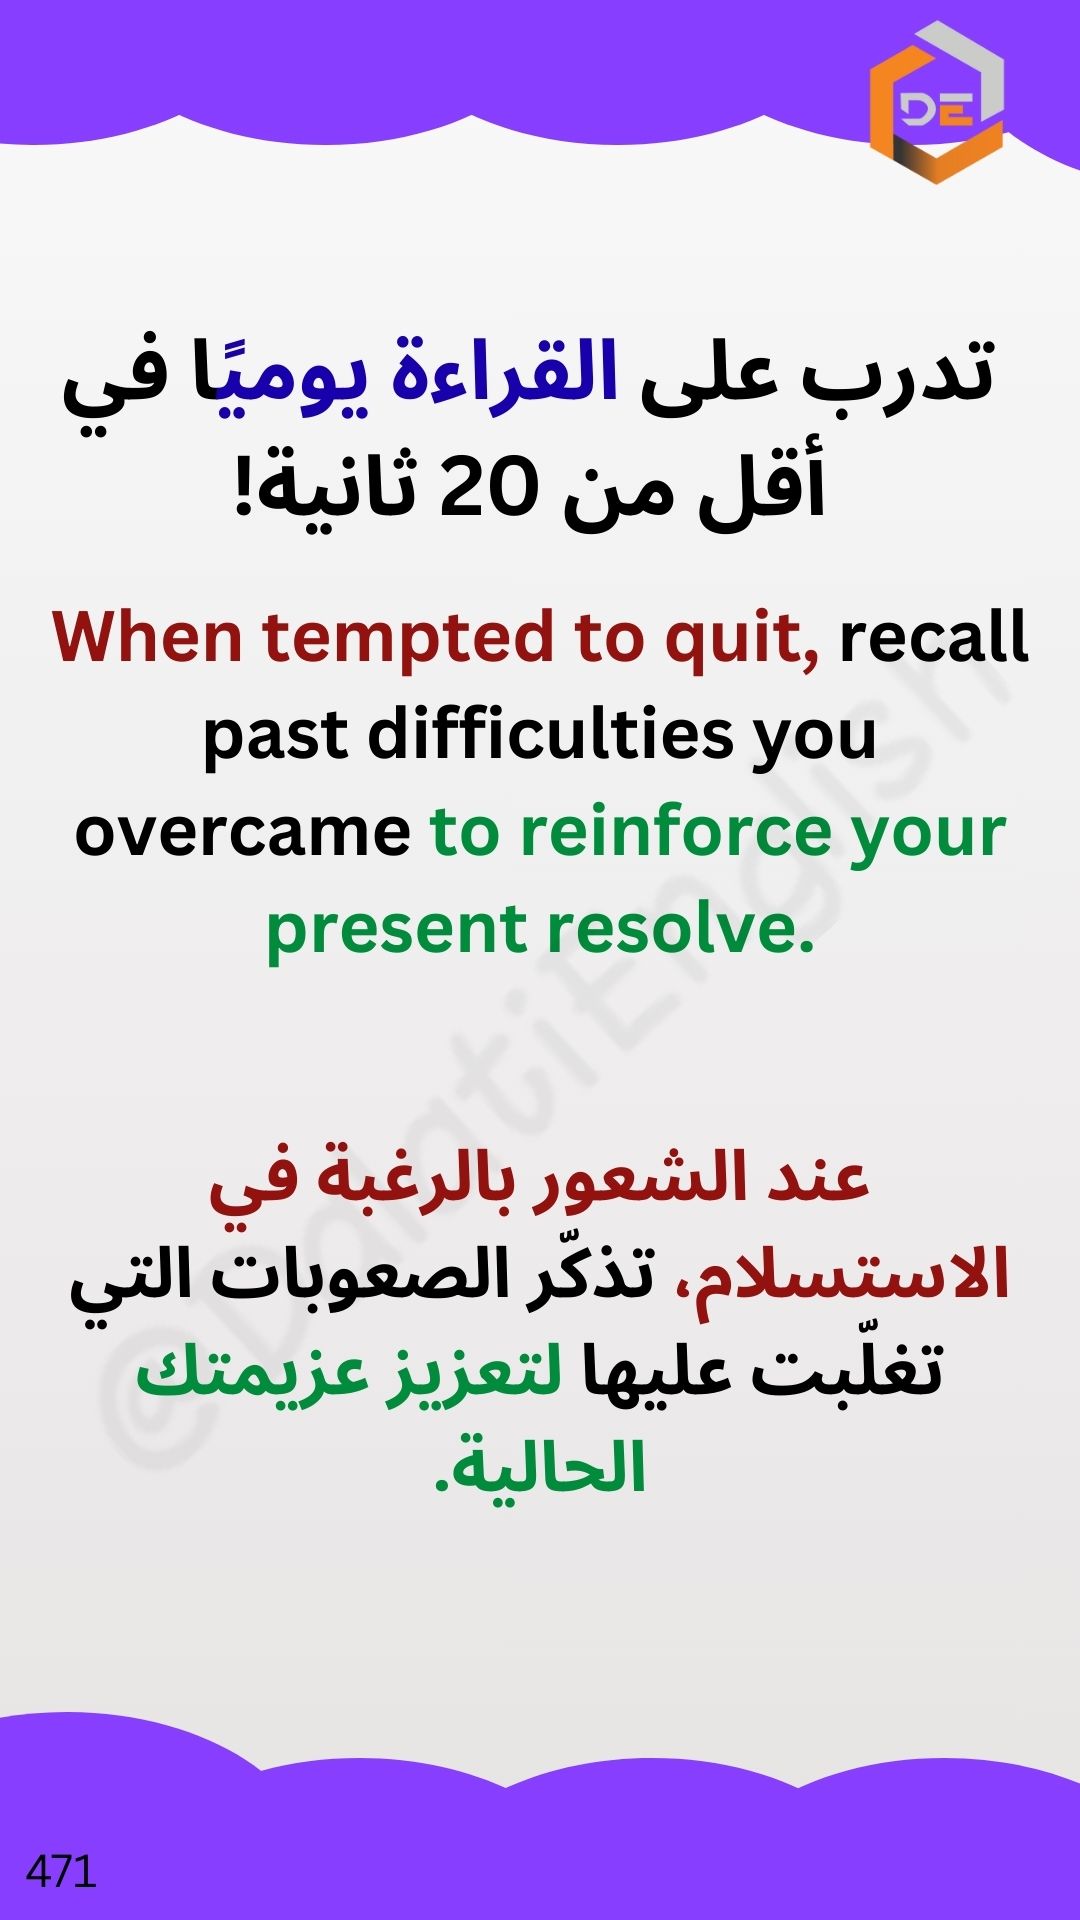 DE
تدرب على القراءة يوميًا في
أقل من 20 ثانية!
When tempted to quit, recall
past difficulties you
overcame to reinforce your
present resolve.
@DalatiEnglish
عند الشعور بالرغبة في
الاستسلام، تذكّر الصعوبات التي
تغلّبت عليها لتعزيز عزيمتك
الحالية.
471